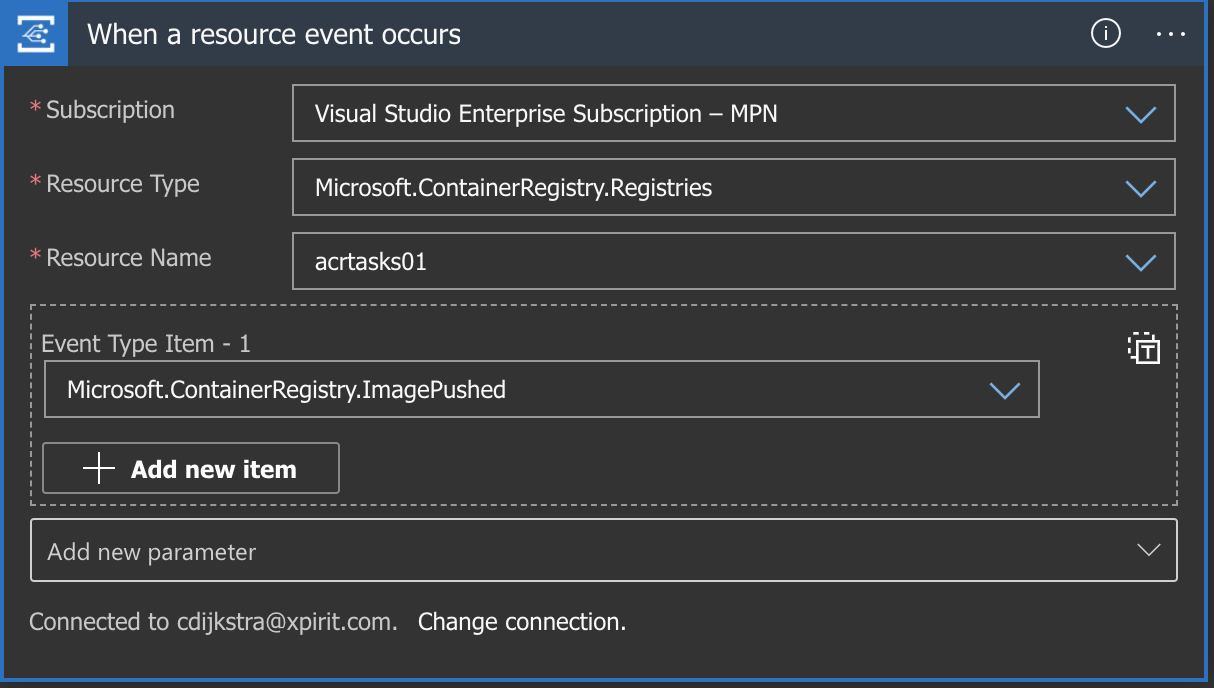 When a resource event occurs
* Subscription
Visual Studio Enterprise Subscription – MPN
* Resource Type
Microsoft.ContainerRegistry.Registries
* Resource Name
acrtasks01
Event Type Item - 1
T
Microsoft.ContainerRegistry.ImagePushed
Add new item
Add new parameter
Connected to cdijkstra@xpirit.com. Change connection.